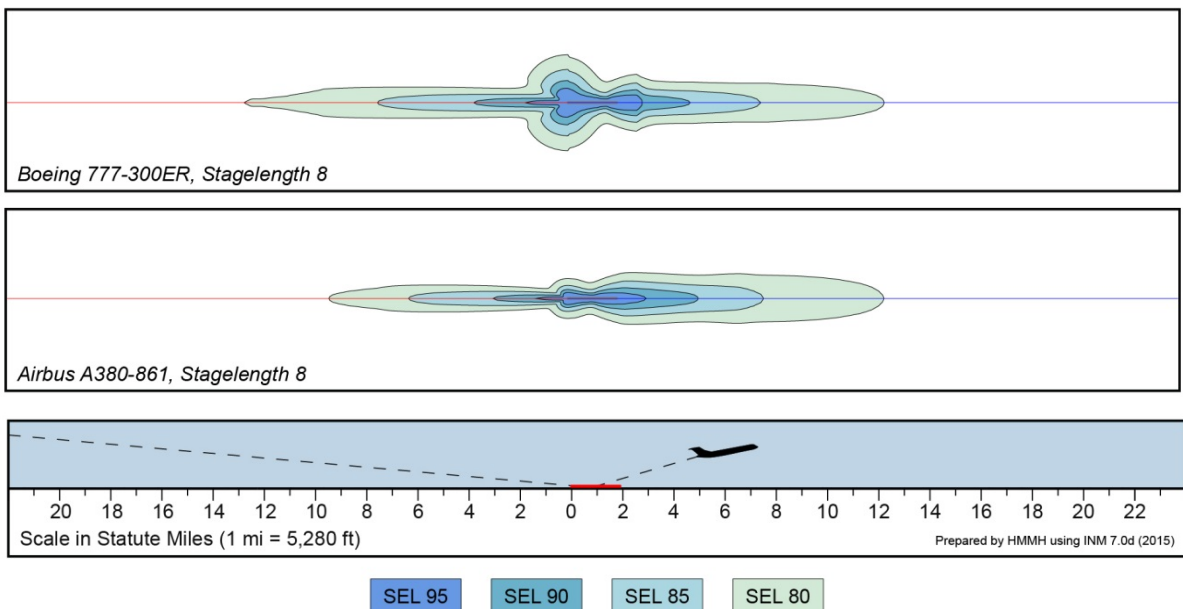 Boeing 777-300ER, Stagelength 8
Airbus A380-861, Stagelength 8
20 18 16 14 12 10 8 6 4 2 0 2 4 6 8 10 12 14 16 18 20 22
Scale in Statute Miles (1 mi = 5,280 ft) Prepared by HMMH using INM 7.0d (2015)
SEL 95 SEL 90 SEL 85 SEL 80